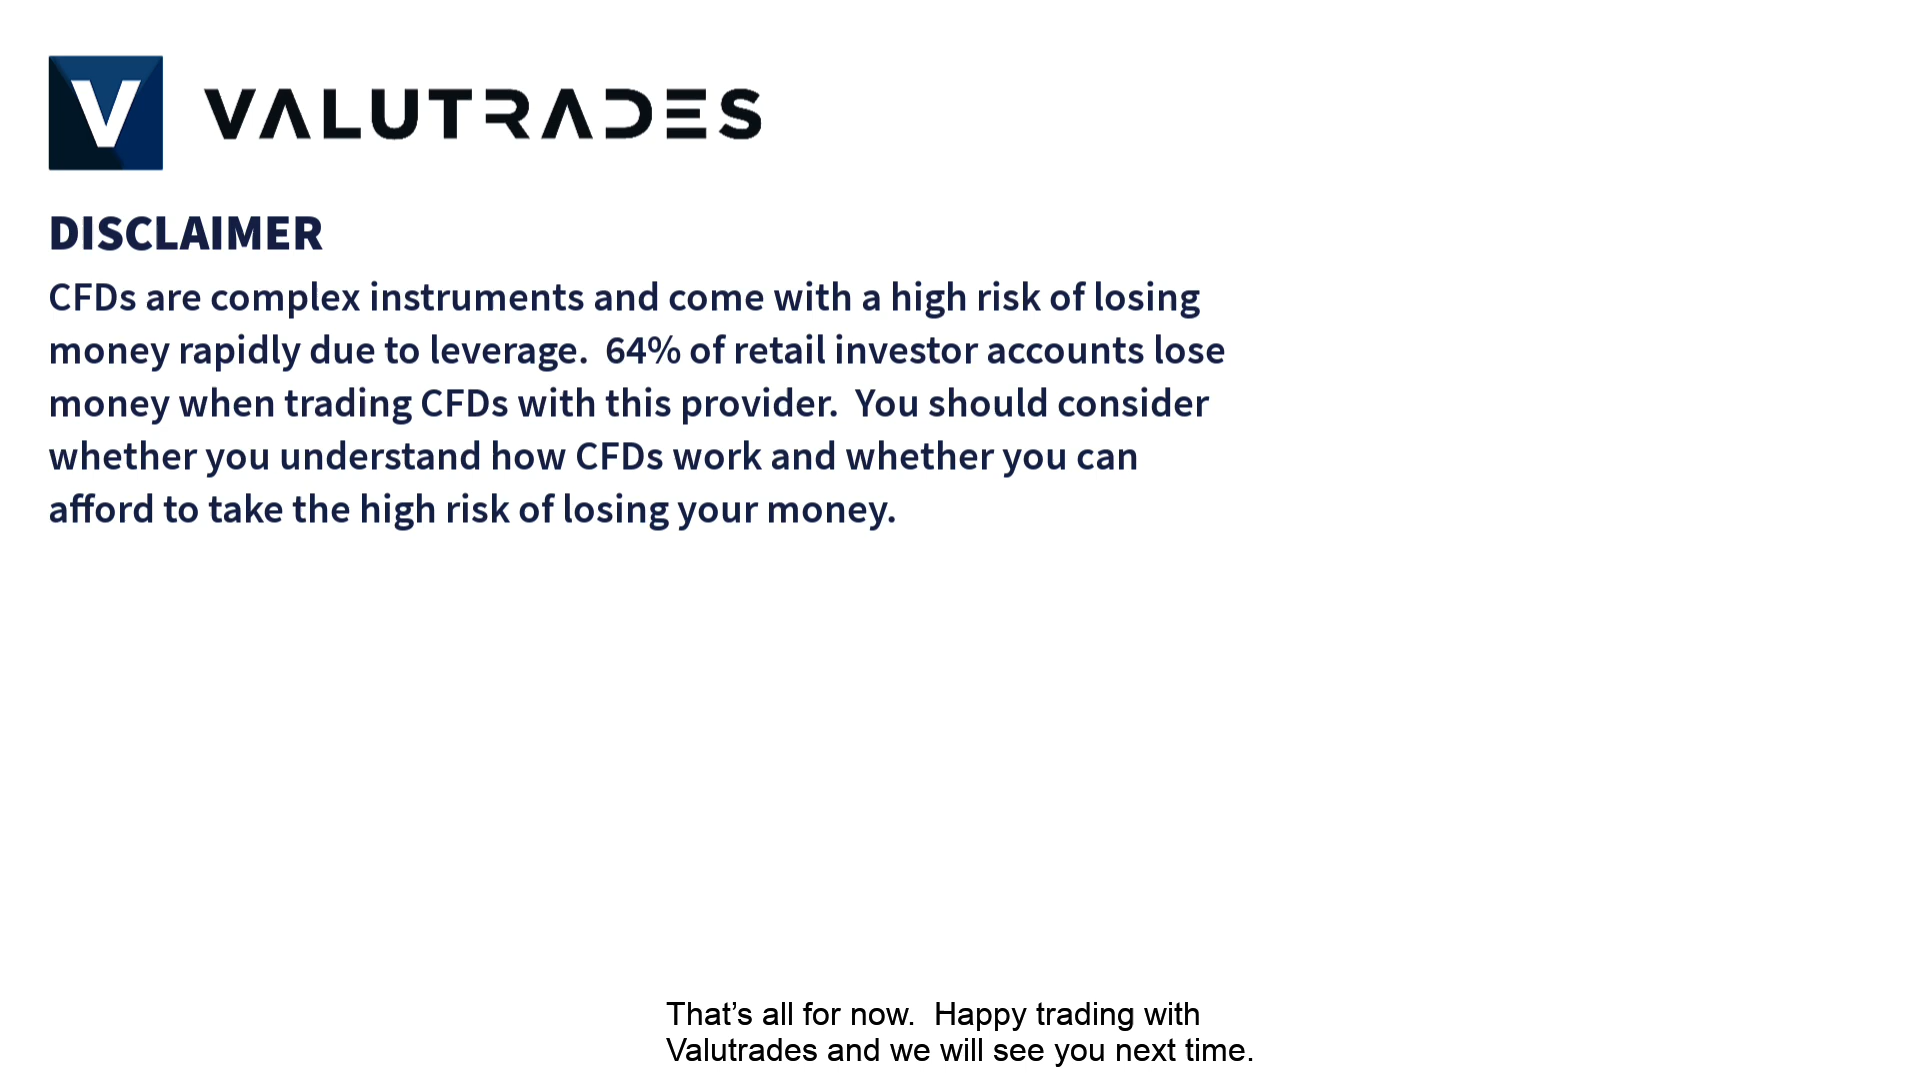 V VALUTRADES
DISCLAIMER
CFDs are complex instruments and come with a high risk of losing
money rapidly due to leverage.  64% of retail investor accounts lose
money when trading CFDs with this provider.  You should consider
whether you understand how CFDs work and whether you can
afford to take the high risk of losing your money.
That’s all for now.  Happy trading with
Valutrades and we will see you next time.